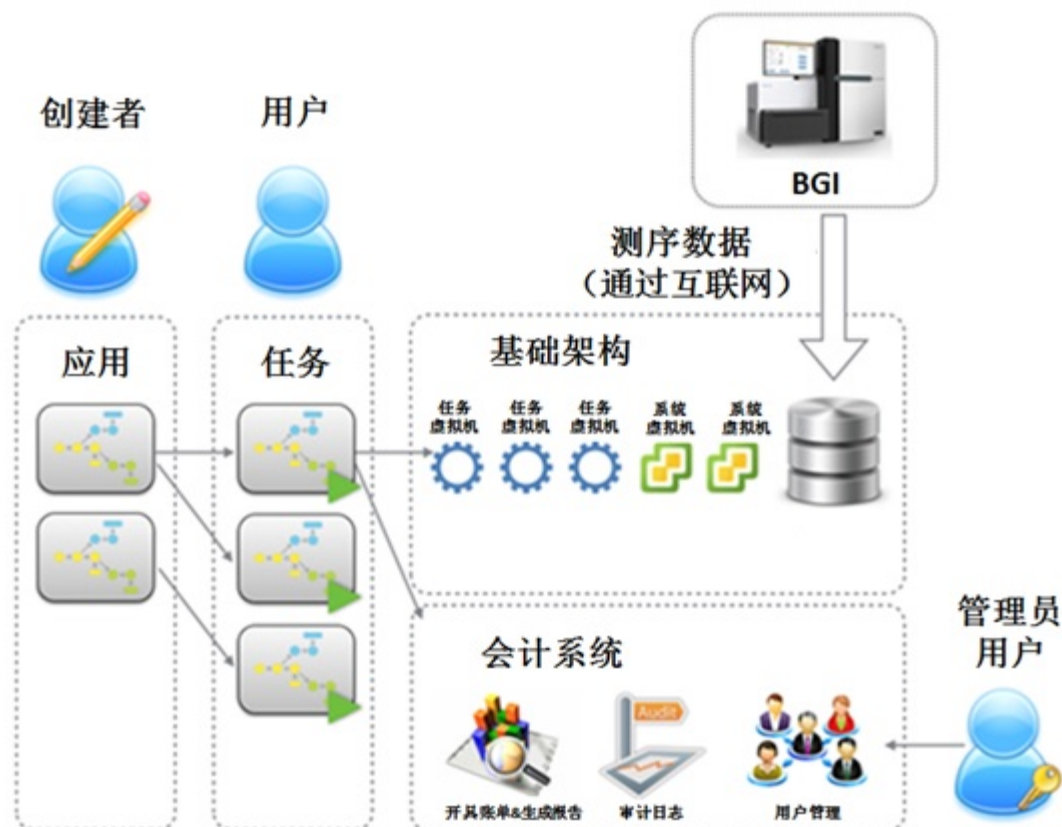 BGI
创建者
用户
测序数据
（通过互联网）
应用
任务
基础架构
任务
虚拟机
任务
虚拟机
任务
虚拟机
系统
虚拟机
系统
虚拟机
会计系统
Audit
开具账单&生成报告
审计日志
用户管理
管理员
用户